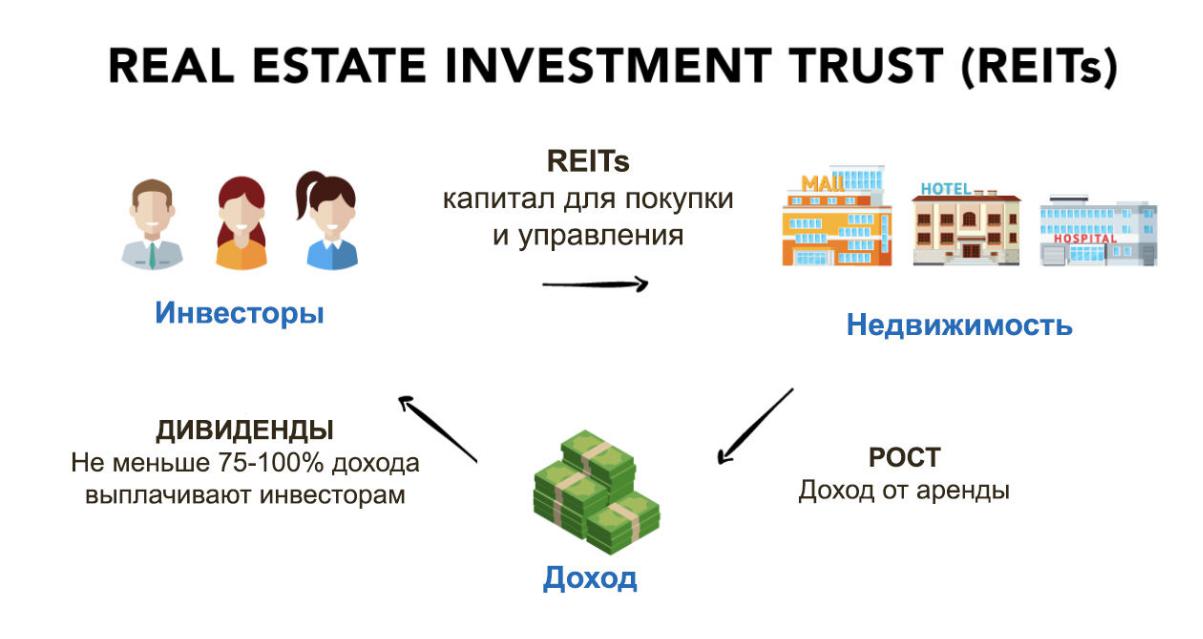 REAL ESTATE INVESTMENT TRUST (REITs)
REITs
капитал для покупки
и управления
MAll
HOTEL
HOSPITAL
Инвесторы
Недвижимость
ДИВИДЕНДЫ
Не меньше 75-100% дохода
выплачивают инвесторам
РОСТ
Доход от аренды
Доход